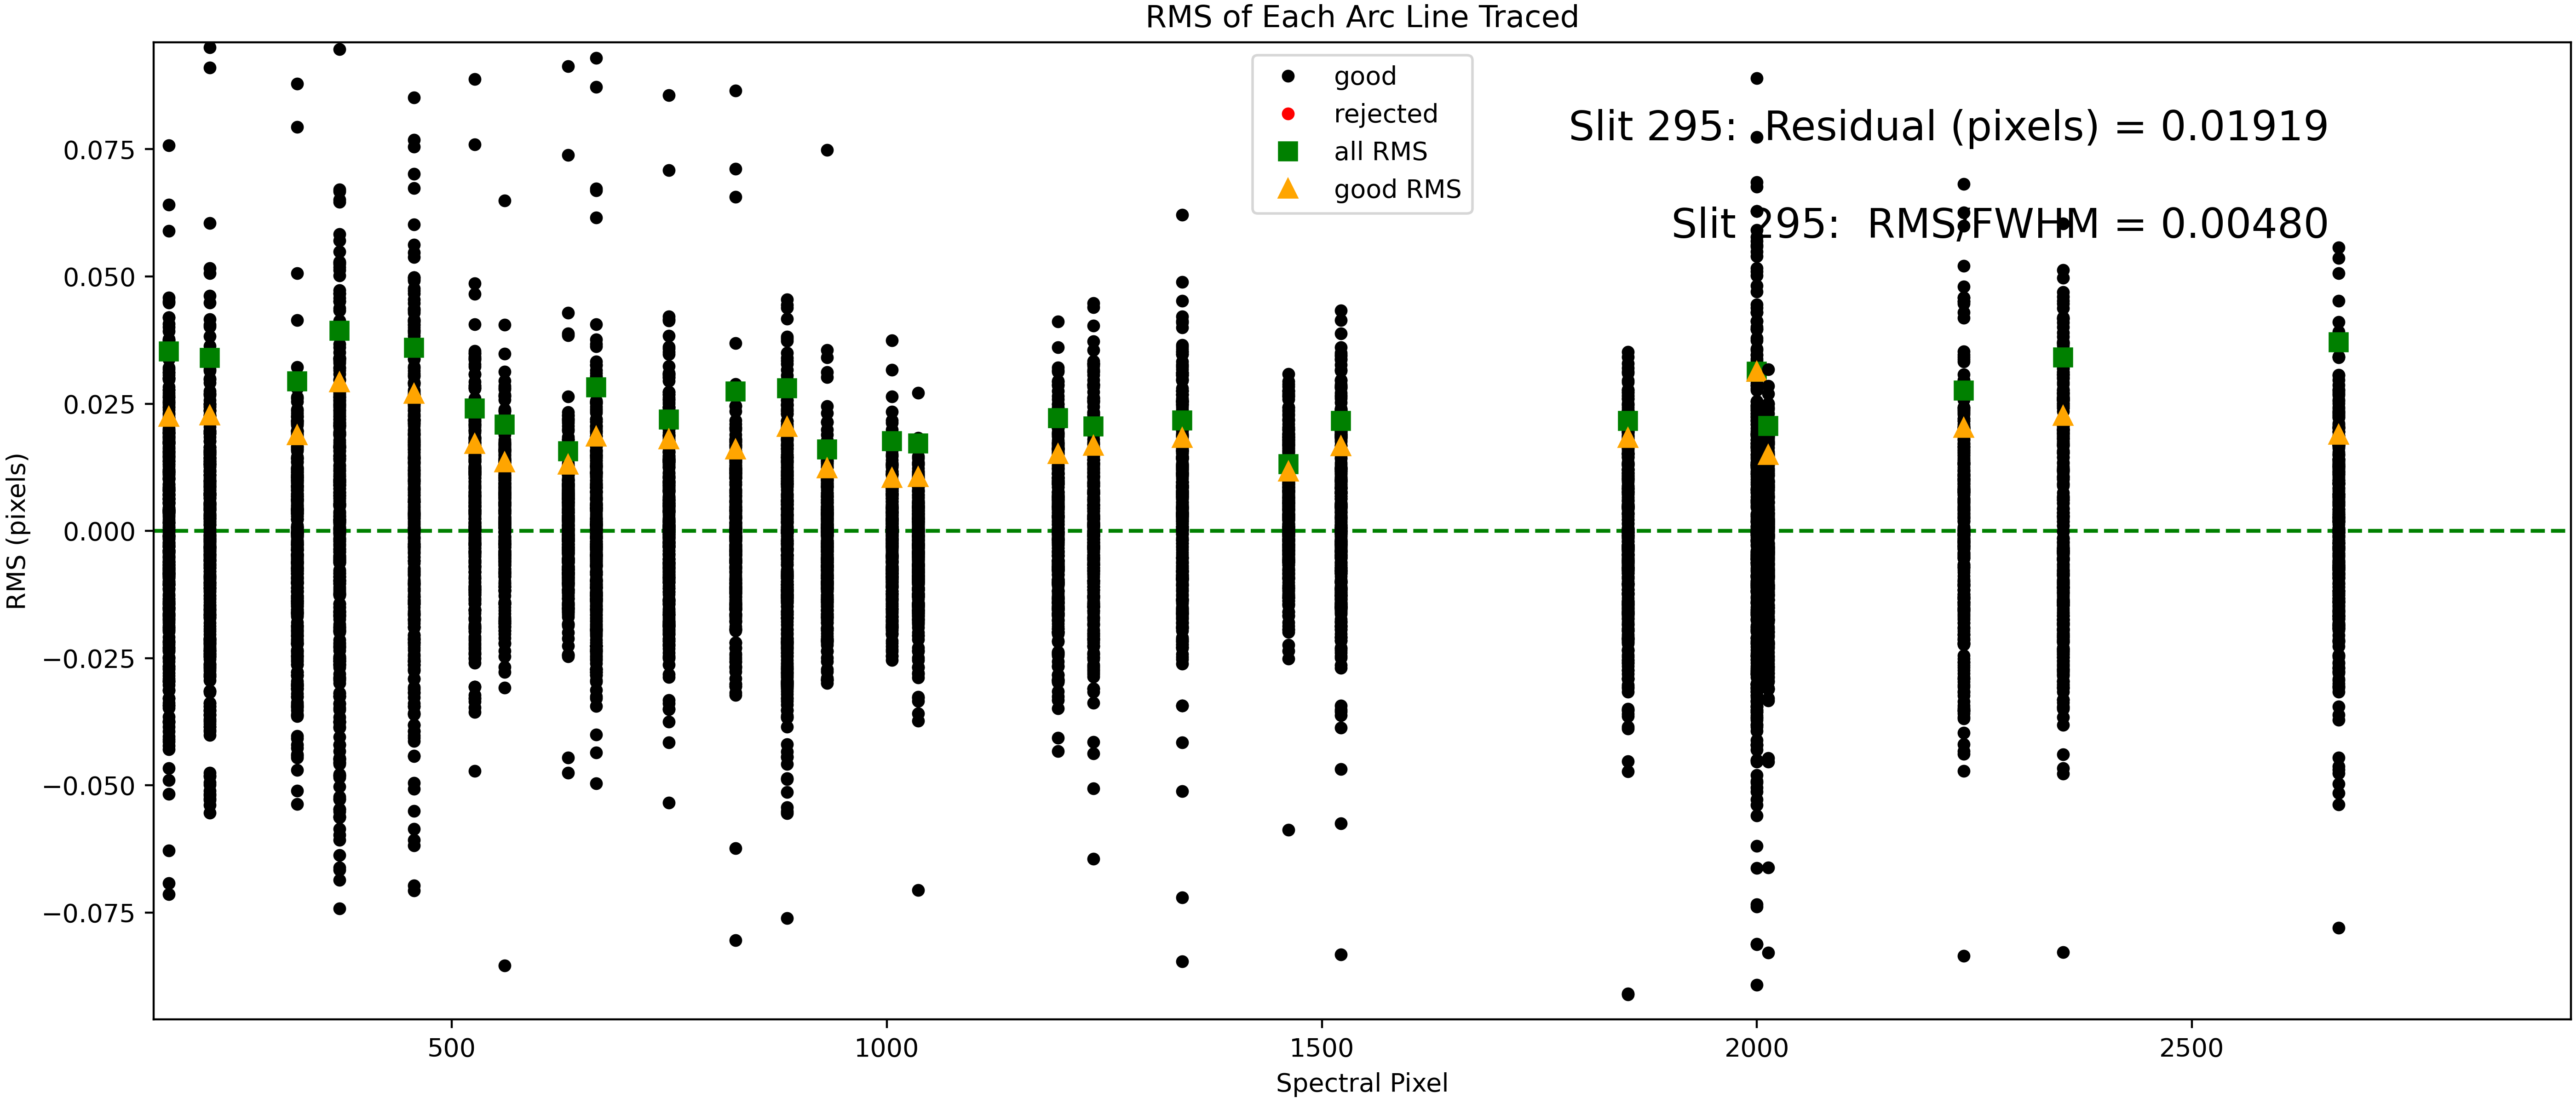 RMS of Each Arc Line Traced
good
rejected
all RMS
good RMS
Slit 295:  Residual (pixels) = 0.01919
Slit 295:  RMS/FWHM = 0.00480
RMS (pixels)
0.075
0.050
0.025
0.000
−0.025
−0.050
−0.075
500
1000
1500
2000
2500
Spectral Pixel